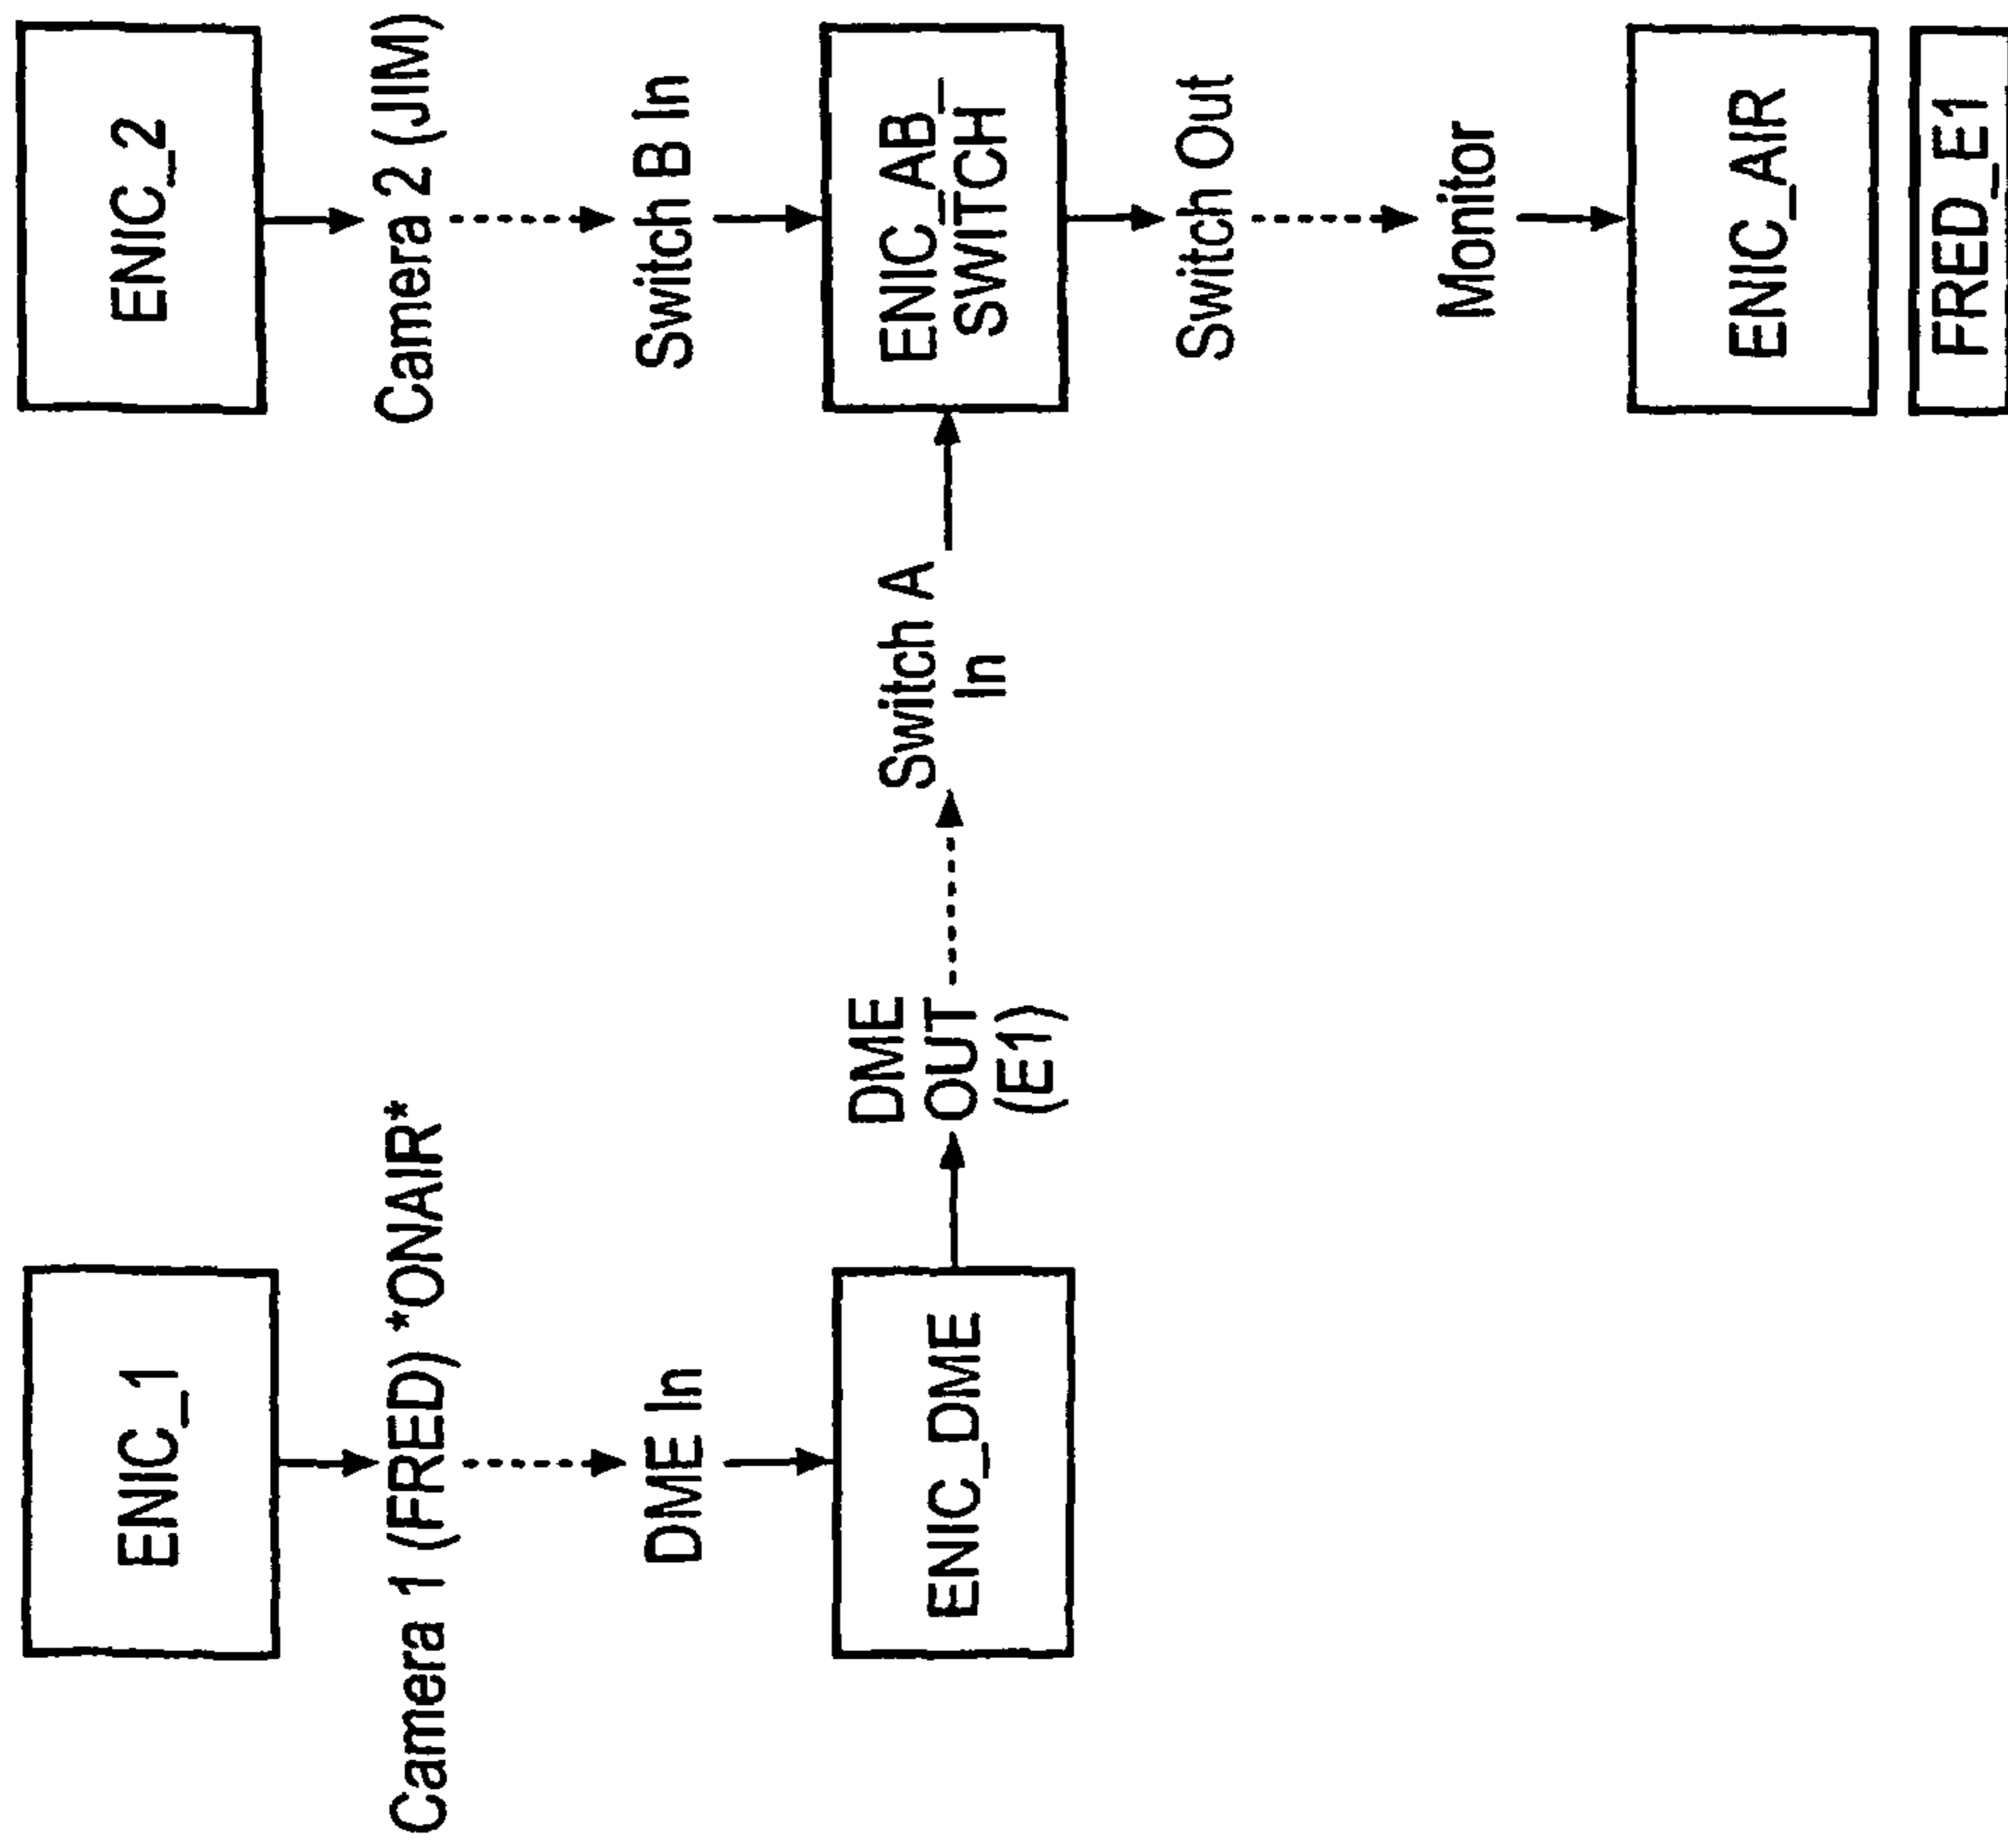 ENIC_1
Camera 1 (FRED) *ONAIR*
DME In
ENIC_DME
DME
OUT
(E1)
Switch A
In
ENIC_2
Camera 2 (JIM)
Switch B In
ENIC_AB_
SWITCH
Switch Out
Monitor
ENIC_AIR
FRED_E1